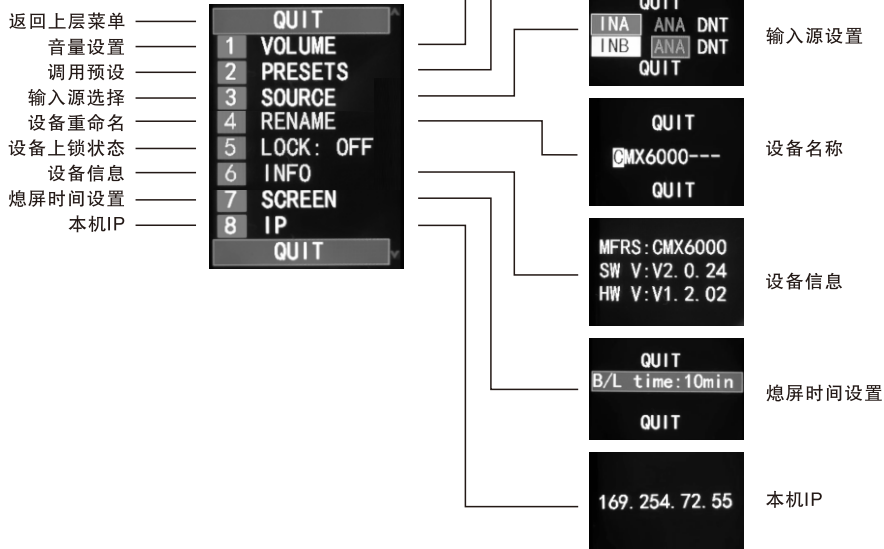 返回上层菜单
音量设置
调用预设
输入源选择
设备重命名
设备上锁状态
设备信息
熄屏时间设置
本机IP
QUIT
1 VOLUME
2 PRESETS
3 SOURCE
4 RENAME
5 LOCK: OFF
6 INFO
7 SCREEN
8 IP
QUIT
QUIT
INA ANA DNT
INB ANA DNT
QUIT
输入源设置
QUIT
CMX6000---
QUIT
设备名称
MFRS:CMX6000
SW V:V2.0.24
HW V:V1.2.02
设备信息
QUIT
B/L time:10min
QUIT
熄屏时间设置
169.254.72.55
本机IP